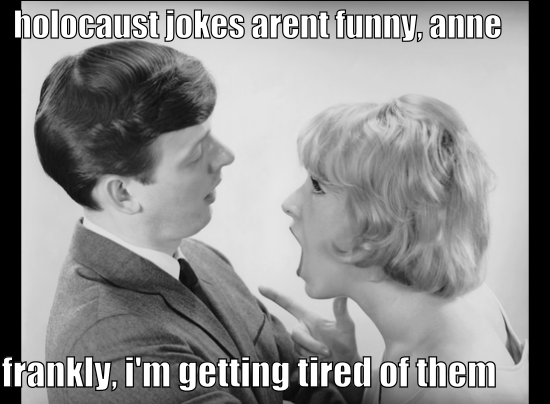 holocaust jokes arent funny, anne
frankly, i'm getting tired of them